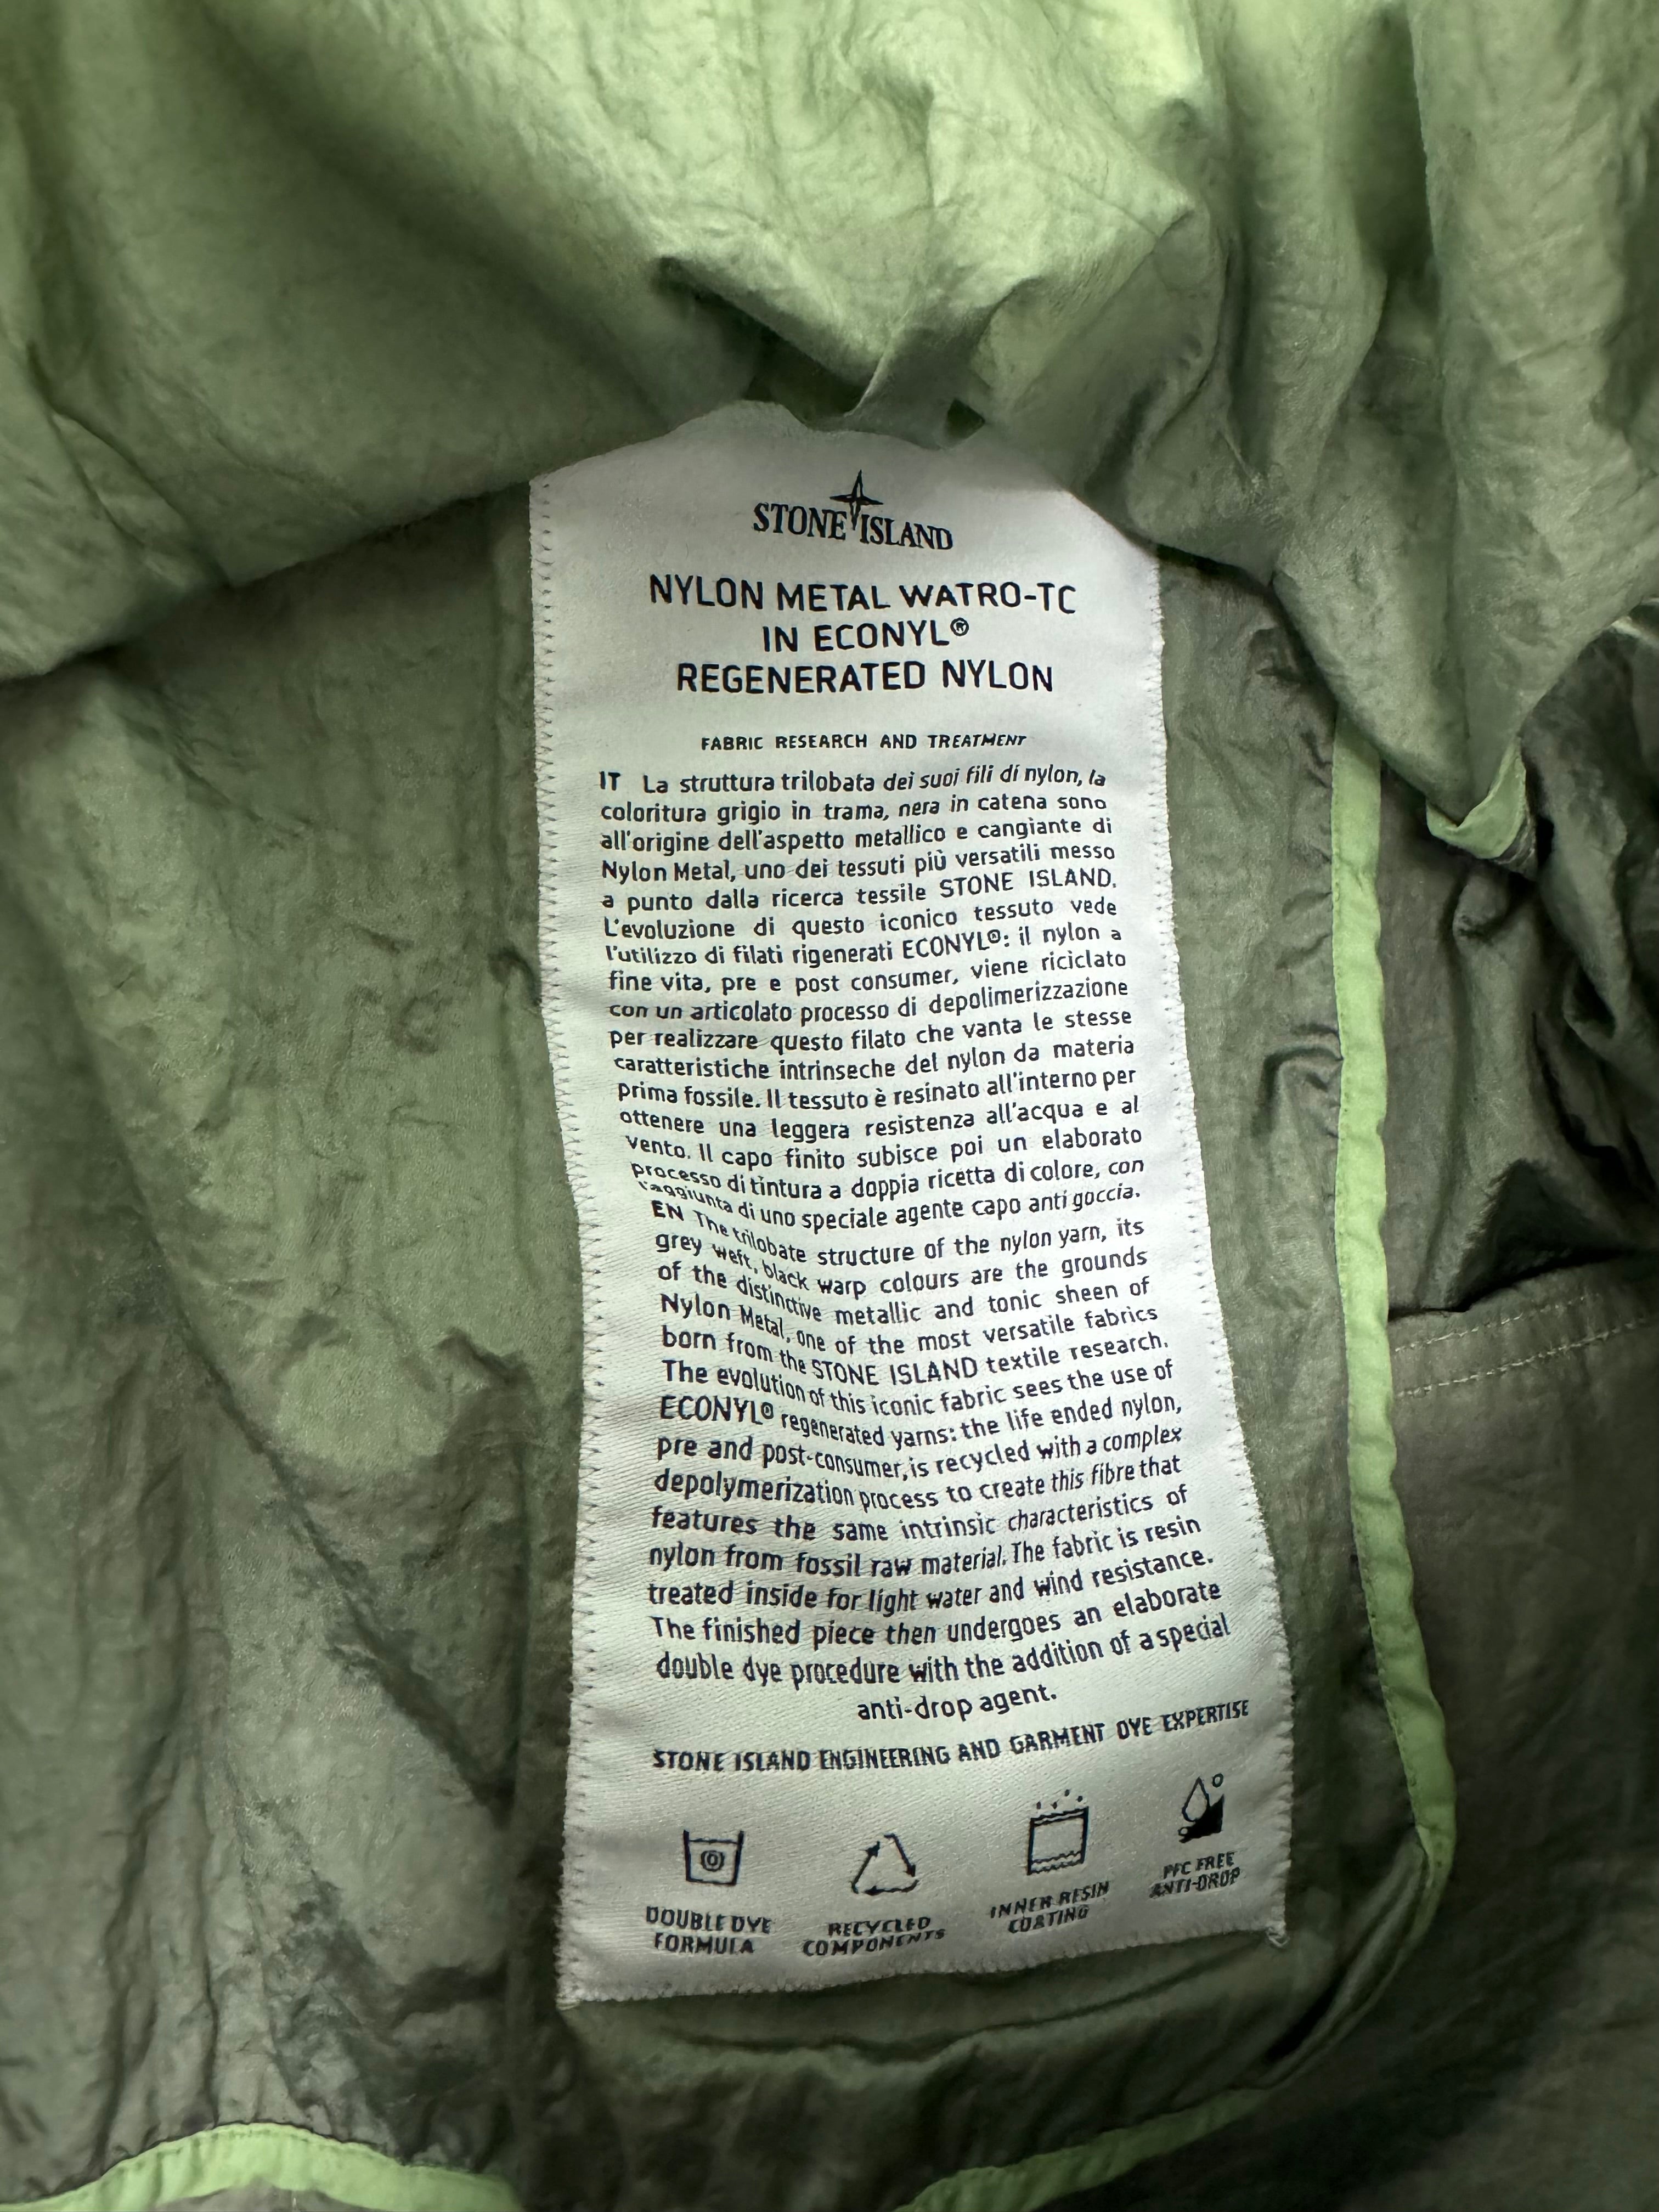 STONE ISLAND
NYLON METAL WATRO-TC
IN ECONYL®
REGENERATED NYLON
FABRIC RESEARCH AND TREATMENT
IT La struttura trilobata dei suoi fili di nylon, la
coloritura grigio in trama, nera in catena sono
all'origine dell'aspetto metallico e cangiante di
Nylon Metal, uno dei tessuti più versatili messo
a punto dalla ricerca tessile STONE ISLAND.
L'evoluzione di questo iconico tessuto vede
l'utilizzo di filati rigenerati ECONYL®: il nylon a
fine vita, pre e post consumer, viene riciclato
con un articolato processo di depolimerizzazione
per realizzare questo filato che vanta le stesse
caratteristiche intrinseche del nylon da materia
prima fossile. Il tessuto è resinato all'interno per
ottenere una leggera resistenza all'acqua e al
vento. Il capo finito subisce poi un elaborato
processo di tintura a doppia ricetta di colore, con
l'aggiunta di uno speciale agente capo anti goccia.
EN The trilobate structure of the nylon yarn, its
grey weft, black warp colours are the grounds
of the distinctive metallic and tonic sheen of
Nylon Metal, one of the most versatile fabrics
born from the STONE ISLAND textile research.
The evolution of this iconic fabric sees the use of
ECONYL® regenerated yarns: the life ended nylon,
pre and post-consumer, is recycled with a complex
depolymerization process to create this fibre that
features the same intrinsic characteristics of
nylon from fossil raw material. The fabric is resin
treated inside for light water and wind resistance.
The finished piece then undergoes an elaborate
double dye procedure with the addition of a special
anti-drop agent.
STONE ISLAND ENGINEERING AND GARMENT DYE EXPERTISE
DOUBLE DYE
FORMULA
RECYCLED
COMPONENTS
INNER RESIN
COATING
PFC FREE
ANTI-DROP